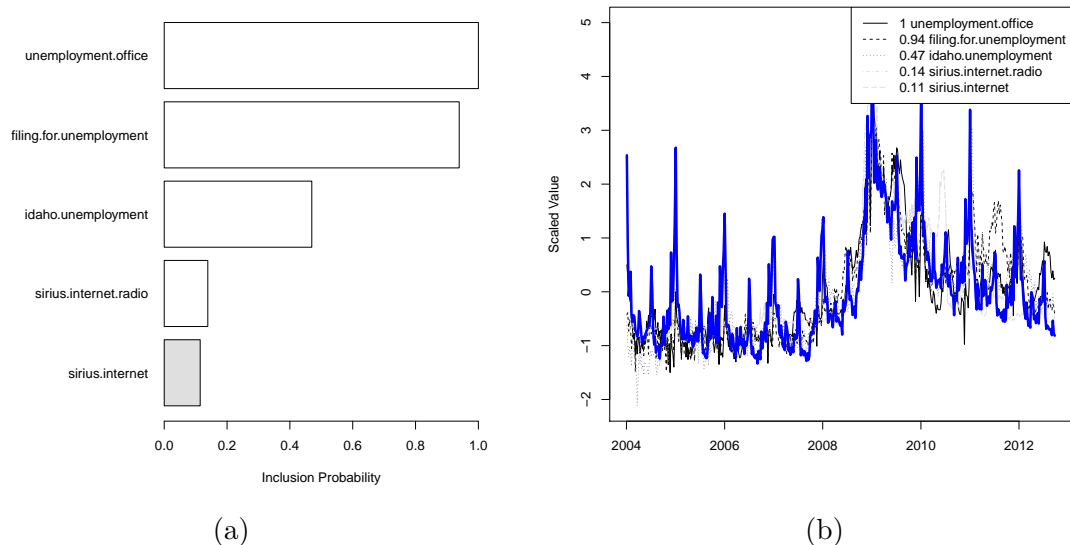 unemployment.office
filing.for.unemployment
idaho.unemployment
sirius.internet.radio
sirius.internet
0.0 0.2 0.4 0.6 0.8 1.0
Inclusion Probability
(a)
5
4
3
2
1
0
−1
−2
Scaled Value
1 unemployment.office
0.94 filing.for.unemployment
0.47 idaho.unemployment
0.14 sirius.internet.radio
0.11 sirius.internet
2004 2006 2008 2010 2012
(b)